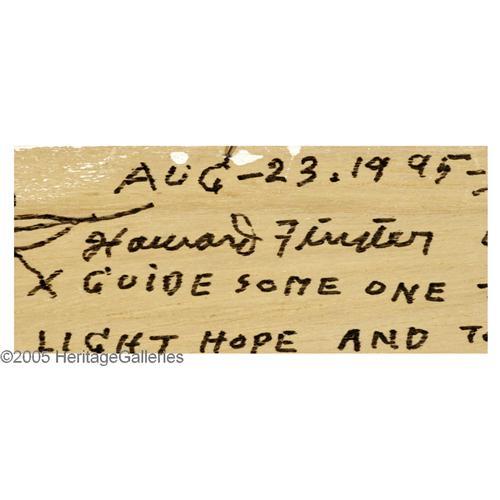 AUG-23.1995-
Howard Finster
X GUIDE SOME ONE
LIGHT HOPE AND
©2005 HeritageGalleries